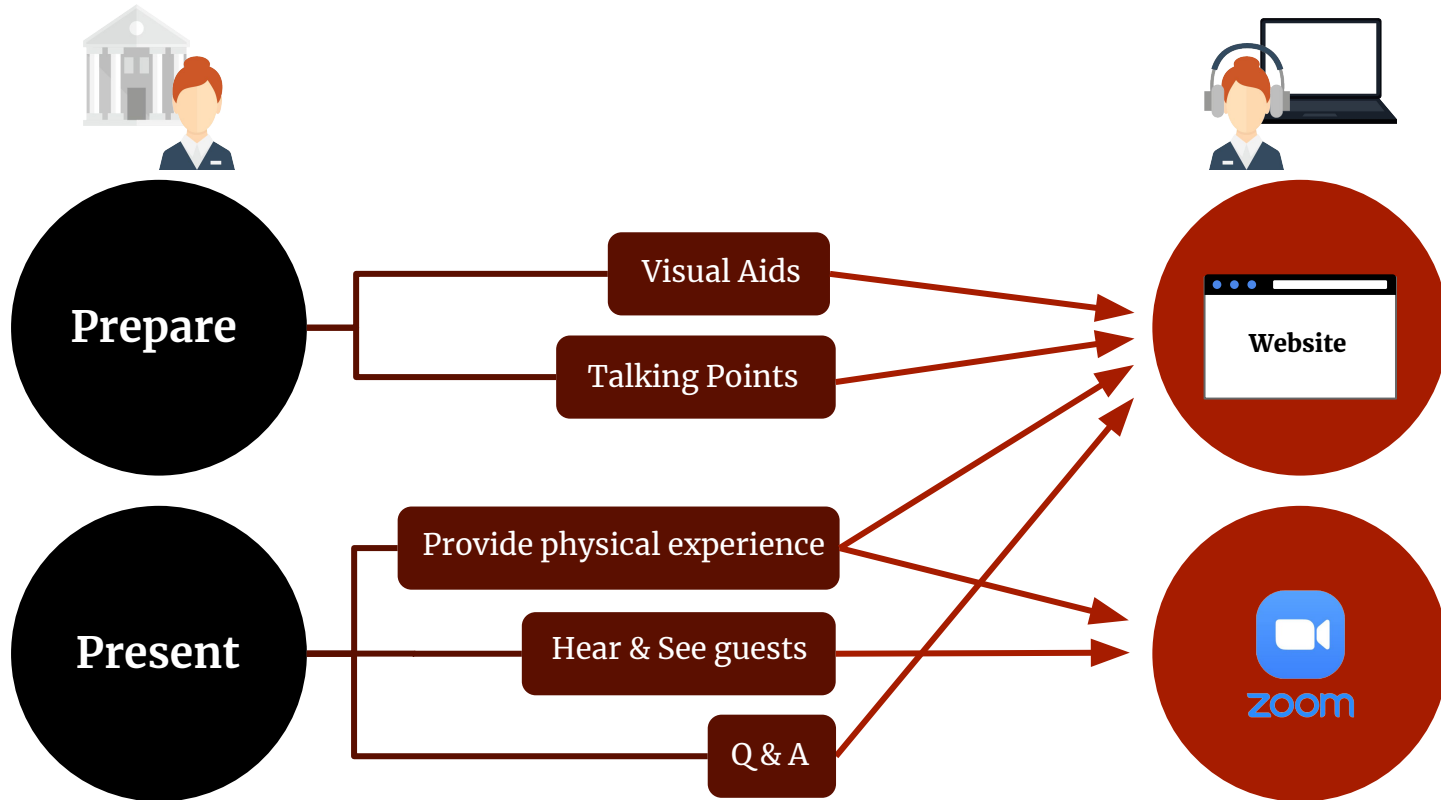 Prepare
Visual Aids
Talking Points
Website
Present
Provide physical experience
Hear & See guests
Q & A
zoom